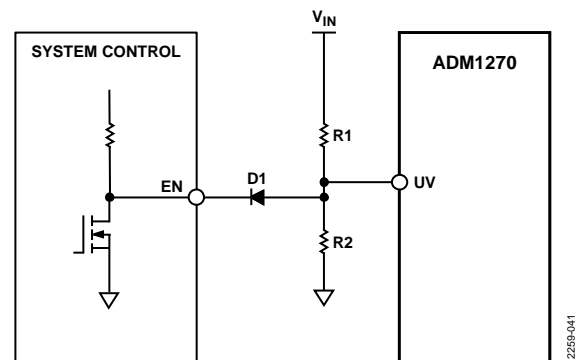 SYSTEM CONTROL
VIN
ADM1270
R1
EN
D1
UV
R2
2259-041